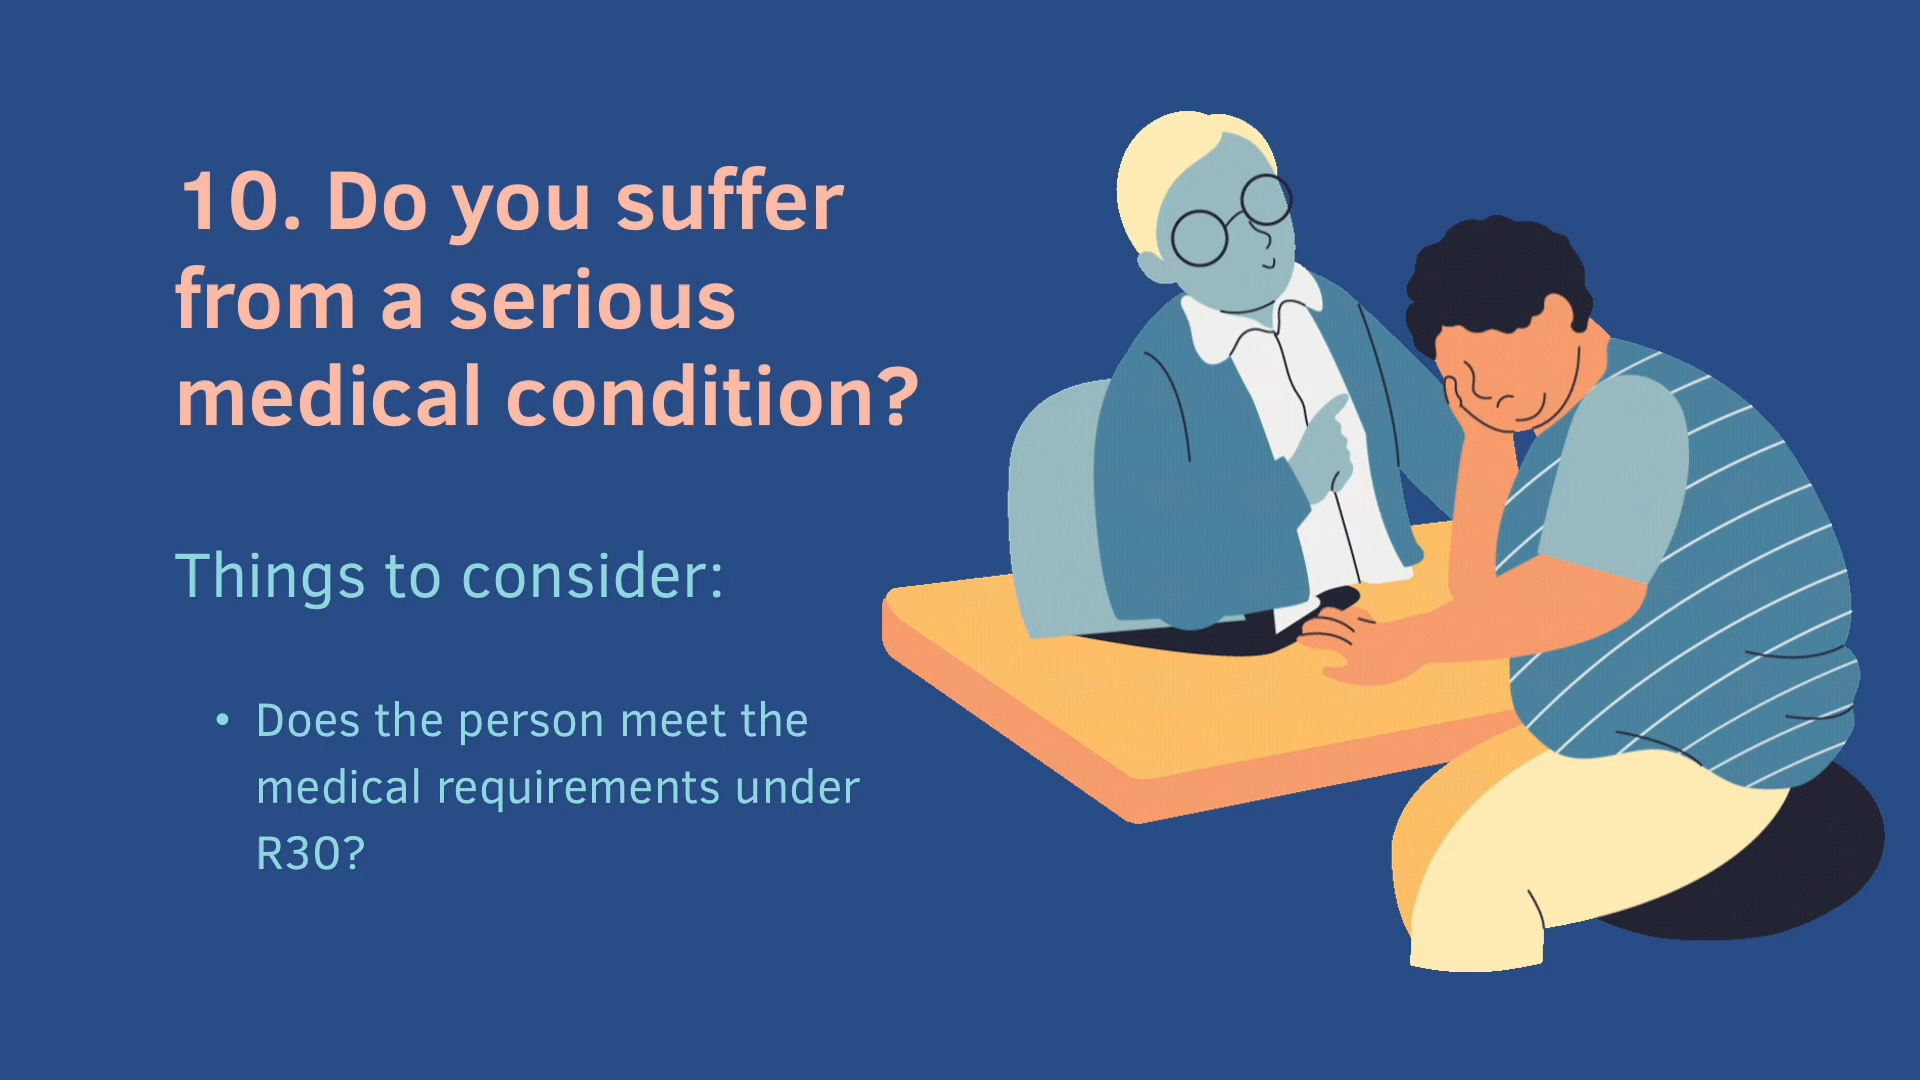 10. Do you suffer
from a serious
medical condition?
Things to consider:
• Does the person meet the
medical requirements under
R30?